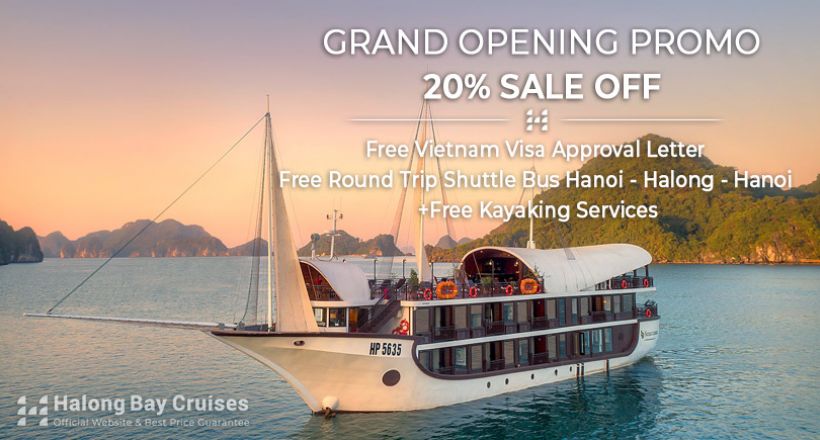 GRAND OPENING PROMO
20% SALE OFF
Free Vietnam Visa Approval Letter
Free Round Trip Shuttle Bus Hanoi - Halong - Hanoi
+Free Kayaking Services
HP 5635
Halong Bay Cruises
Official Website & Best Price Guarantee